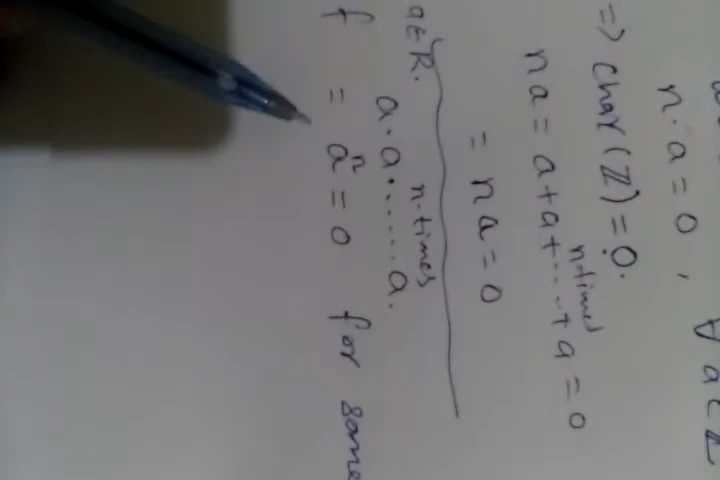 n · a = 0 , ∀ a ∈ Z
=> char(ℤ) = 0.
n-times
na = a + a + ... + a = 0
= na = 0
n-times
a ∈ R. a · a · ...... a.
f = aⁿ = 0 for some